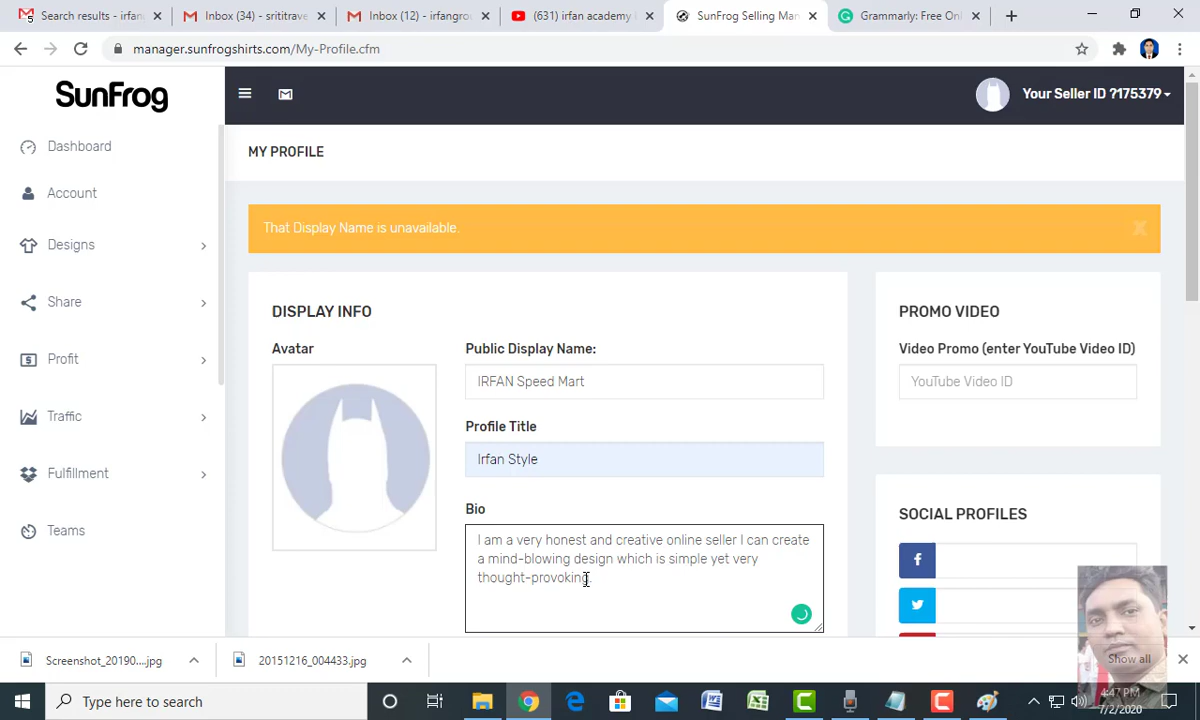 Search results - irfan
Inbox (34) - srititrave
Inbox (12) - irfangrou
(631) irfan academy
SunFrog Selling Man
Grammarly: Free Onl
manager.sunfrogshirts.com/My-Profile.cfm
SunFrog
Your Seller ID ?175379
Dashboard
MY PROFILE
Account
That Display Name is unavailable.
Designs
Share
Profit
Traffic
Fulfillment
Teams
DISPLAY INFO
Avatar
Public Display Name:
IRFAN Speed Mart
Profile Title
Irfan Style
Bio
I am a very honest and creative online seller I can create
a mind-blowing design which is simple yet very
thought-provoking.
PROMO VIDEO
Video Promo (enter YouTube Video ID)
YouTube Video ID
SOCIAL PROFILES
Screenshot_20190....jpg
20151216_004433.jpg
Show all
Type here to search
4:47 PM
7/2/2020